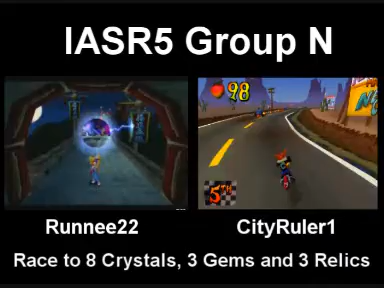 IASR5 Group N
98
5TH
Runnee22
CityRuler1
Race to 8 Crystals, 3 Gems and 3 Relics